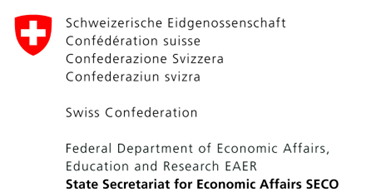 Schweizerische Eidgenossenschaft
Confédération suisse
Confederazione Svizzera
Confederaziun svizra
Swiss Confederation
Federal Department of Economic Affairs,
Education and Research EAER
State Secretariat for Economic Affairs SECO